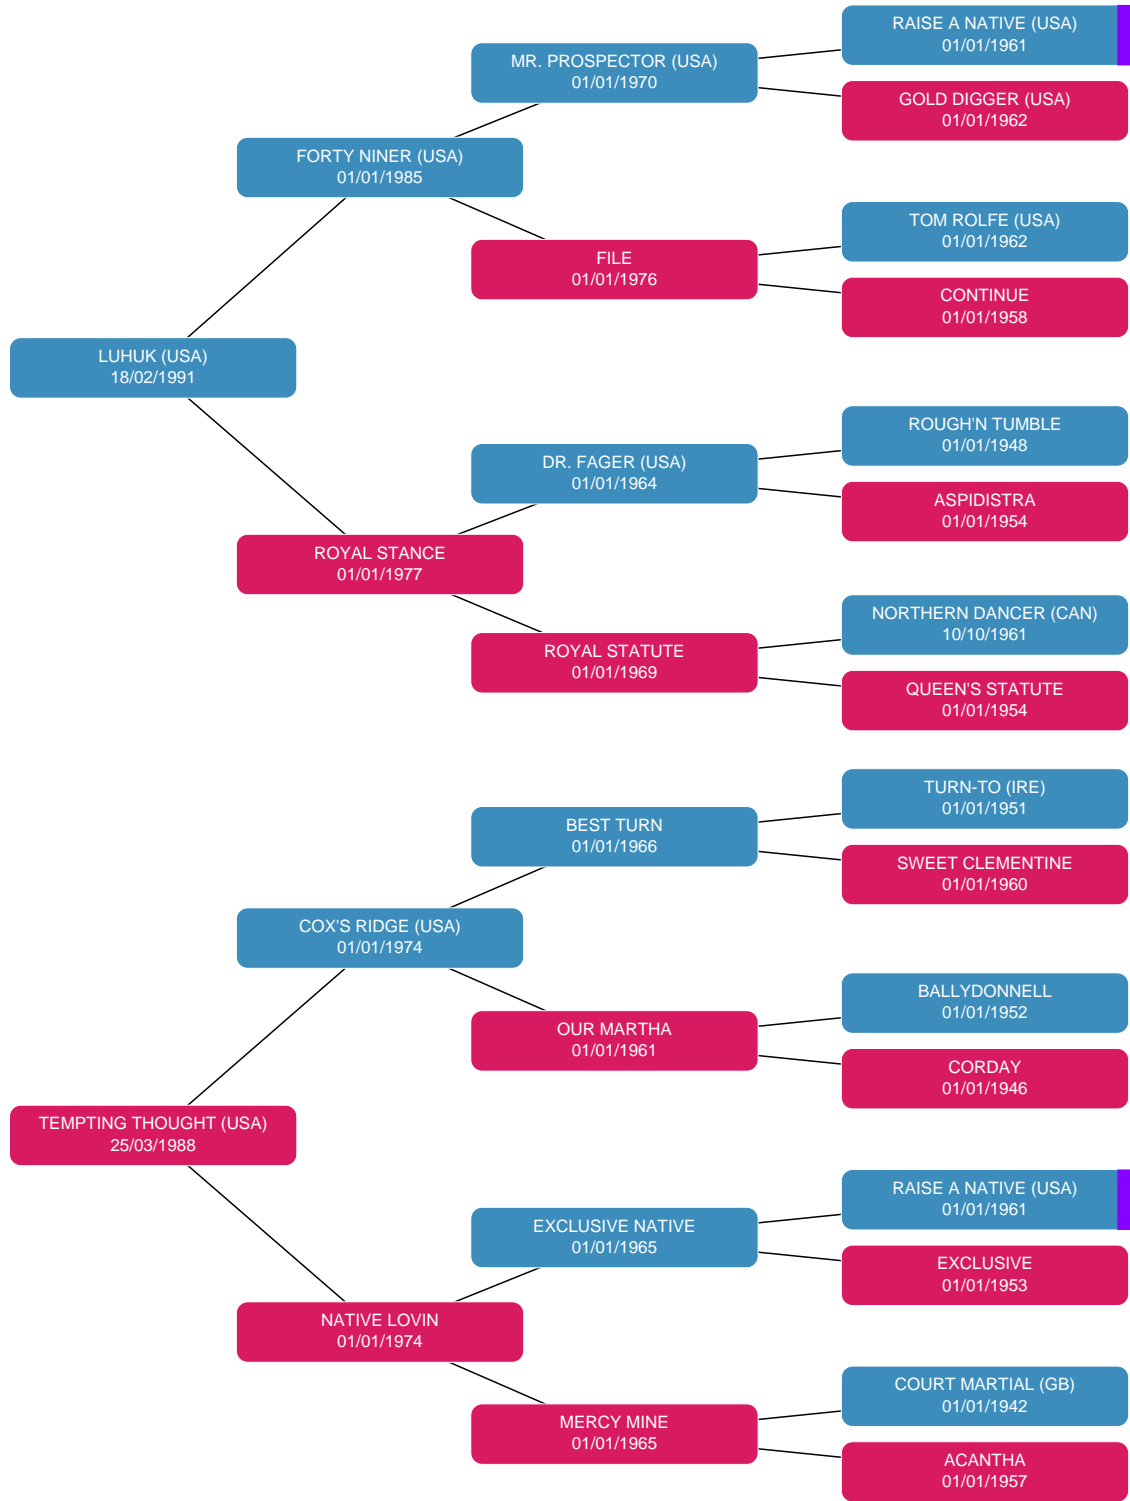 RAISE A NATIVE (USA)
01/01/1961
MR. PROSPECTOR (USA)
01/01/1970
GOLD DIGGER (USA)
01/01/1962
FORTY NINER (USA)
01/01/1985
TOM ROLFE (USA)
01/01/1962
FILE
01/01/1976
CONTINUE
01/01/1958
LUHUK (USA)
18/02/1991
ROUGH'N TUMBLE
01/01/1948
DR. FAGER (USA)
01/01/1964
ASPIDISTRA
01/01/1954
ROYAL STANCE
01/01/1977
NORTHERN DANCER (CAN)
10/10/1961
ROYAL STATUTE
01/01/1969
QUEEN'S STATUTE
01/01/1954
TURN-TO (IRE)
01/01/1951
BEST TURN
01/01/1966
SWEET CLEMENTINE
01/01/1960
COX'S RIDGE (USA)
01/01/1974
BALLYDONNELL
01/01/1952
OUR MARTHA
01/01/1961
CORDAY
01/01/1946
TEMPTING THOUGHT (USA)
25/03/1988
RAISE A NATIVE (USA)
01/01/1961
EXCLUSIVE NATIVE
01/01/1965
EXCLUSIVE
01/01/1953
NATIVE LOVIN
01/01/1974
COURT MARTIAL (GB)
01/01/1942
MERCY MINE
01/01/1965
ACANTHA
01/01/1957